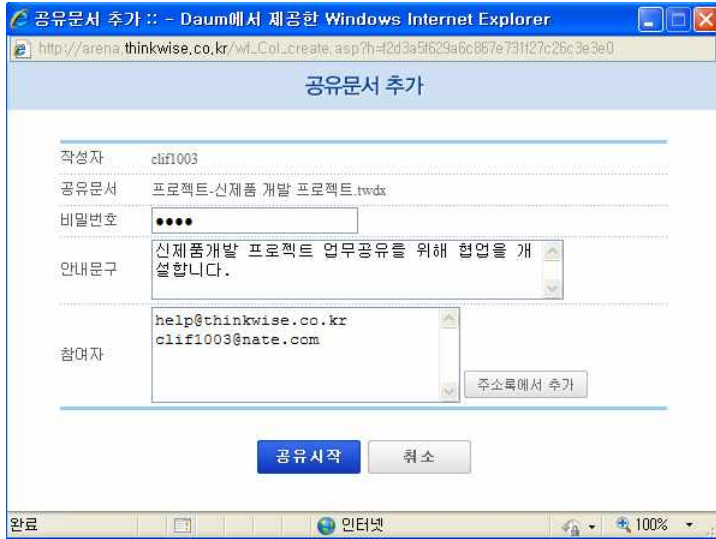 공유문서 추가 :: - Daum에서 제공한 Windows Internet Explorer
http://arena.thinkwise.co.kr/wf_Col_create.asp?h=f2d3a5f629a6c867e731f27c26c3e3e0
공유문서 추가
작성자 clif1003
공유문서 프로젝트-신제품 개발 프로젝트.twdx
비밀번호 ●●●●
안내문구 신제품개발 프로젝트 업무공유를 위해 협업을 개
설합니다.
참여자 help@thinkwise.co.kr
clif1003@nate.com
주소록에서 추가
공유시작 취소
완료 인터넷 100%